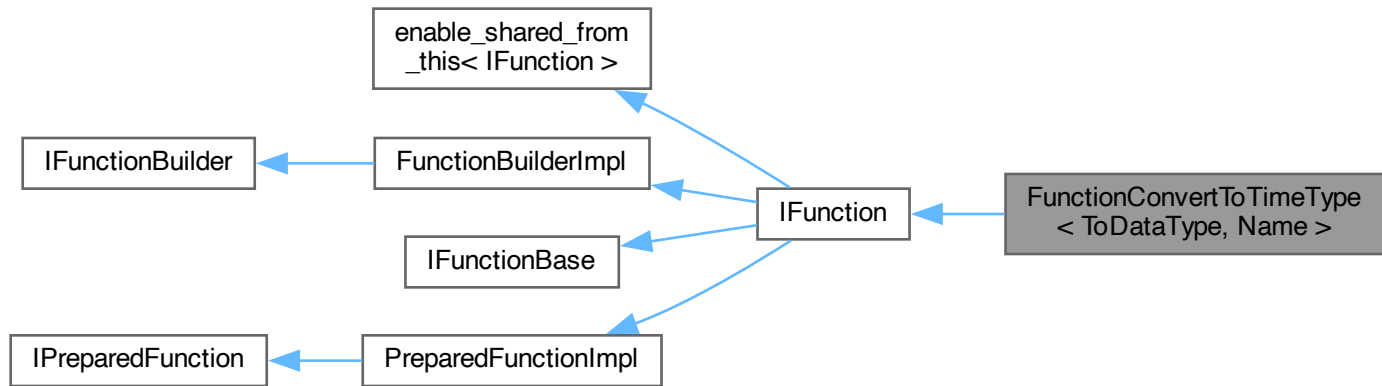 enable_shared_from
_this< IFunction >
IFunctionBuilder
FunctionBuilderImpl
IFunction
FunctionConvertToTimeType
< ToDataType, Name >
IFunctionBase
IPreparedFunction
PreparedFunctionImpl